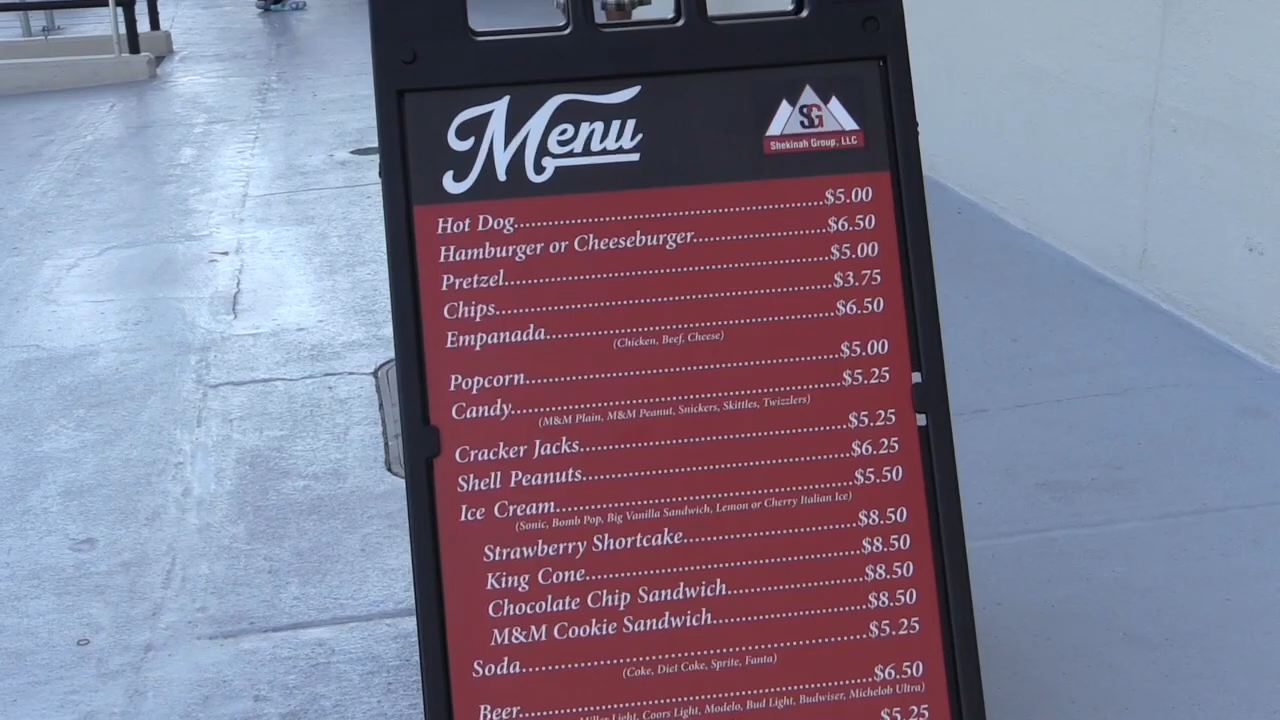 Menu
SG
Shekinah Group, LLC
Hot Dog..........$5.00
Hamburger or Cheeseburger..........$6.50
Pretzel..........$5.00
Chips..........$3.75
Empanada..........$6.50
(Chicken, Beef, Cheese)
Popcorn..........$5.00
Candy..........$5.25
(M&M Plain, M&M Peanut, Snickers, Skittles, Twizzlers)
Cracker Jacks..........$5.25
Shell Peanuts..........$6.25
Ice Cream..........$5.50
(Sonic, Bomb Pop, Big Vanilla Sandwich, Lemon or Cherry Italian Ice)
Strawberry Shortcake..........$8.50
King Cone..........$8.50
Chocolate Chip Sandwich..........$8.50
M&M Cookie Sandwich..........$8.50
Soda..........$5.25
(Coke, Diet Coke, Sprite, Fanta)
Beer..........$6.50
Miller Light, Coors Light, Modelo, Bud Light, Budwiser, Michelob Ultra)
$5.25